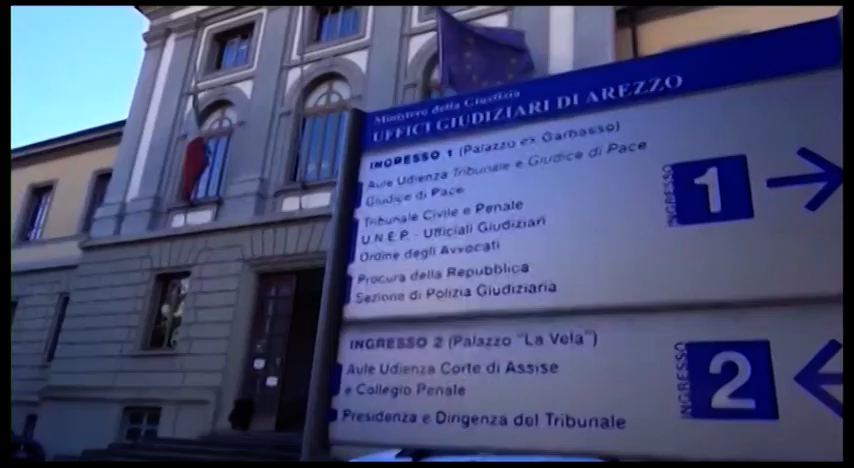 Ministero della Giustizia
UFFICI GIUDIZIARI DI AREZZO
INGRESSO 1 (Palazzo ex Garbasso)
Aule Udienza Tribunale e Giudice di Pace
Giudice di Pace
Tribunale Civile e Penale
U.N.E.P. - Ufficiali Giudiziari
Ordine degli Avvocati
Procura della Repubblica
Sezione di Polizia Giudiziaria
INGRESSO 1
INGRESSO 2 (Palazzo "La Vela")
Aule Udienza Corte di Assise
e Collegio Penale
Presidenza e Dirigenza del Tribunale
INGRESSO 2